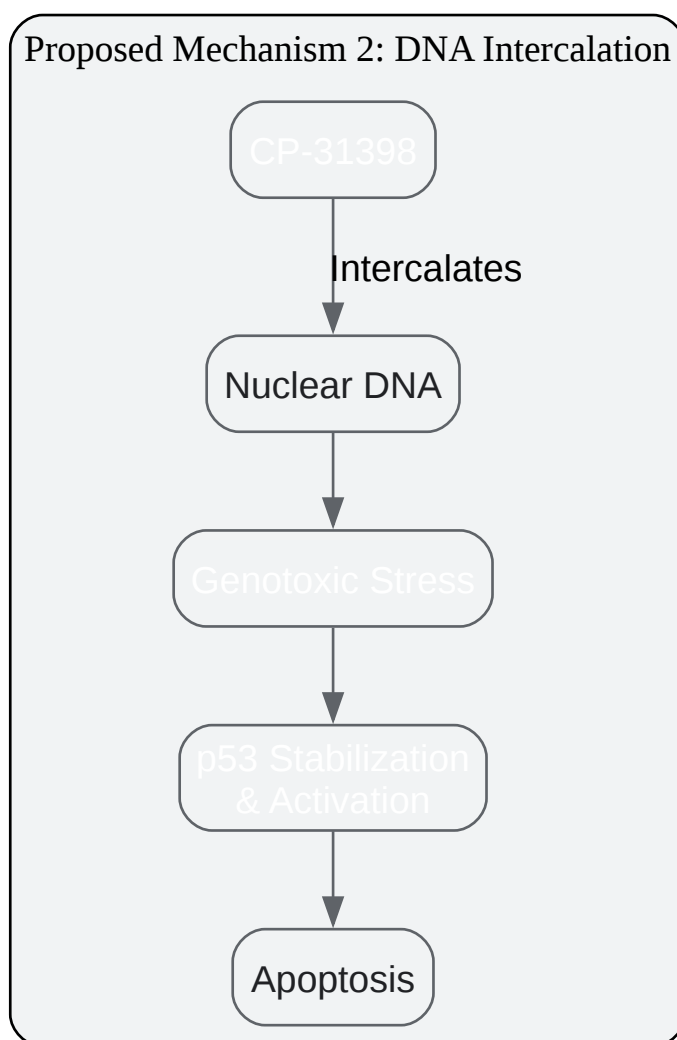 Proposed Mechanism 2: DNA Intercalation
CP-31398
Intercalates
Nuclear DNA
Genotoxic Stress
p53 Stabilization
& Activation
Apoptosis